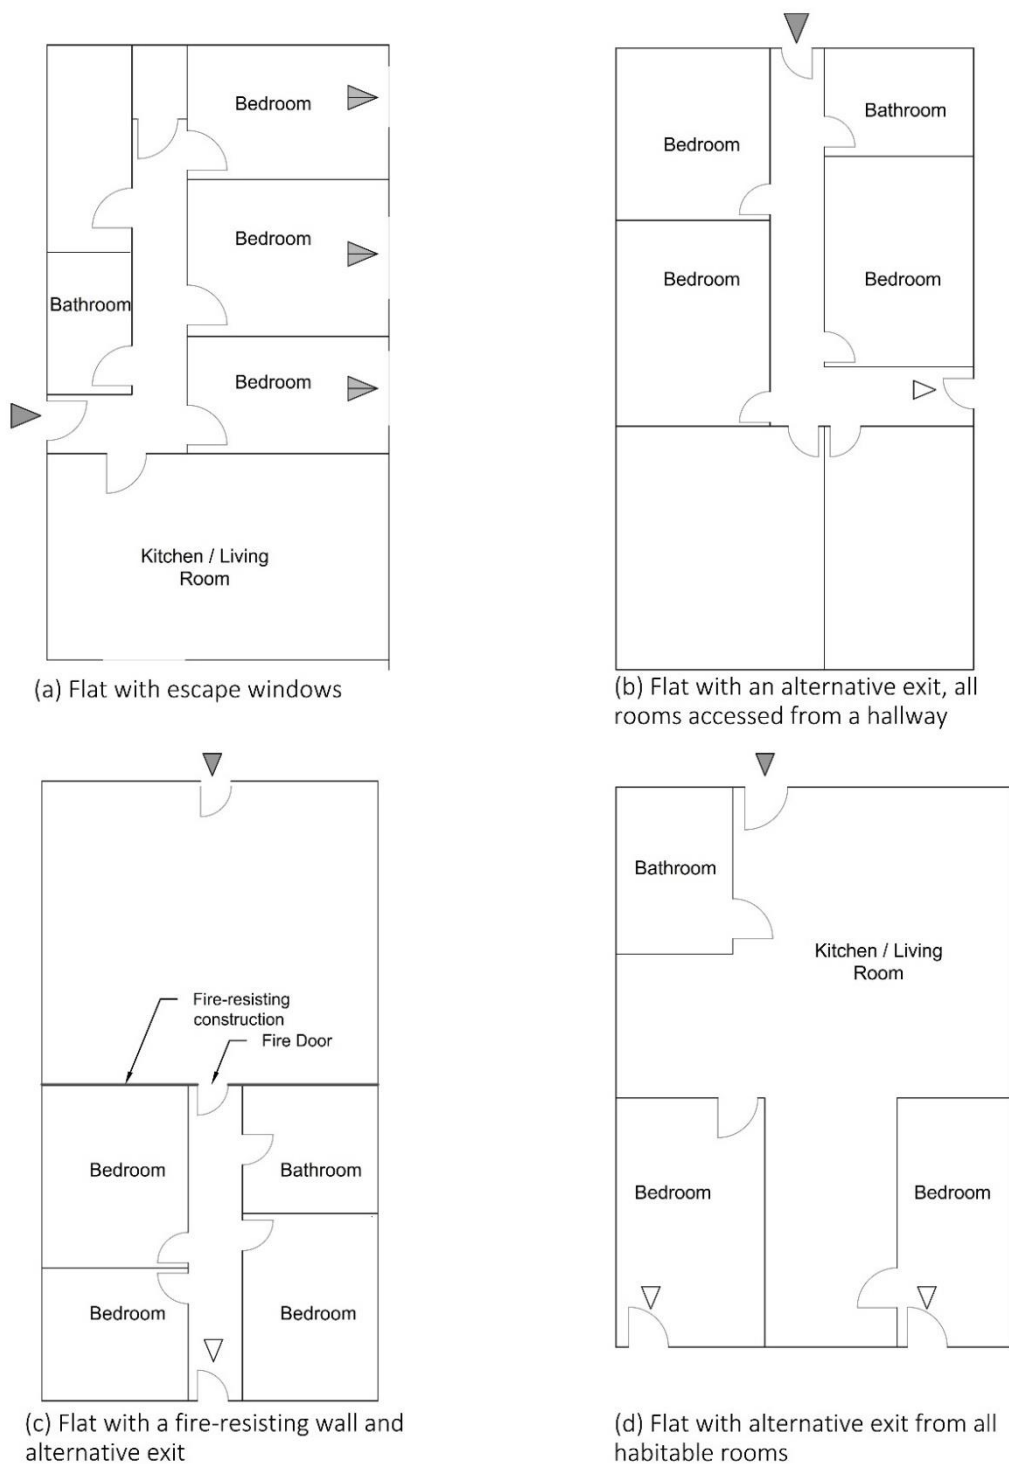 Bedroom
Bedroom
Bathroom
Bedroom
Kitchen / Living
Room
(a) Flat with escape windows
Bathroom
Bedroom
Bedroom
Bedroom
(b) Flat with an alternative exit, all
rooms accessed from a hallway
Fire-resisting
construction
Fire Door
Bedroom
Bathroom
Bedroom
Bedroom
(c) Flat with a fire-resisting wall and
alternative exit
Bathroom
Kitchen / Living
Room
Bedroom
Bedroom
(d) Flat with alternative exit from all
habitable rooms